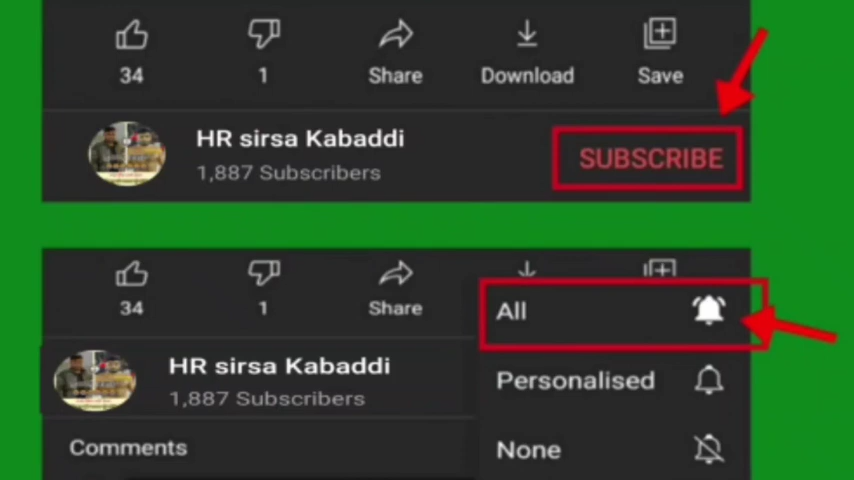 34 1 Share Download Save
HR sirsa Kabaddi
1,887 Subscribers
SUBSCRIBE
34 1 Share
All
HR sirsa Kabaddi
1,887 Subscribers
Personalised
Comments
None